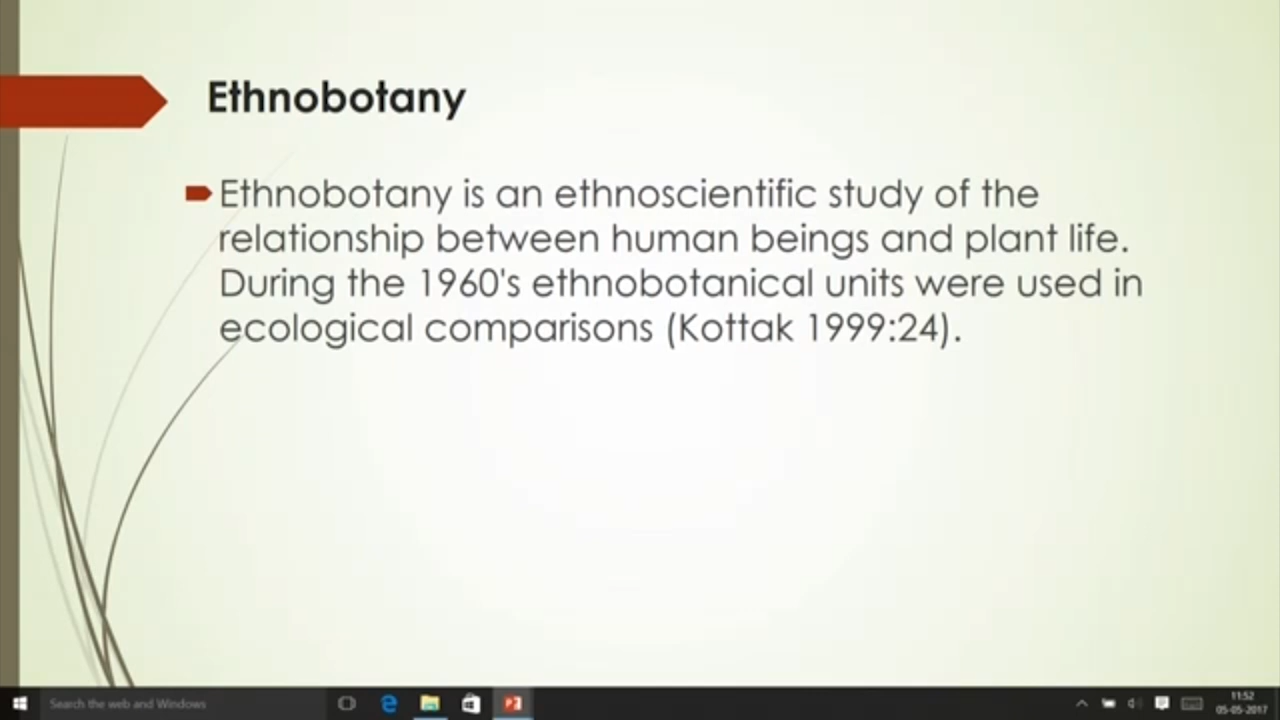 Ethnobotany
Ethnobotany is an ethnoscientific study of the
relationship between human beings and plant life.
During the 1960's ethnobotanical units were used in
ecological comparisons (Kottak 1999:24).
Search the web and Windows
11:52
05-05-2017